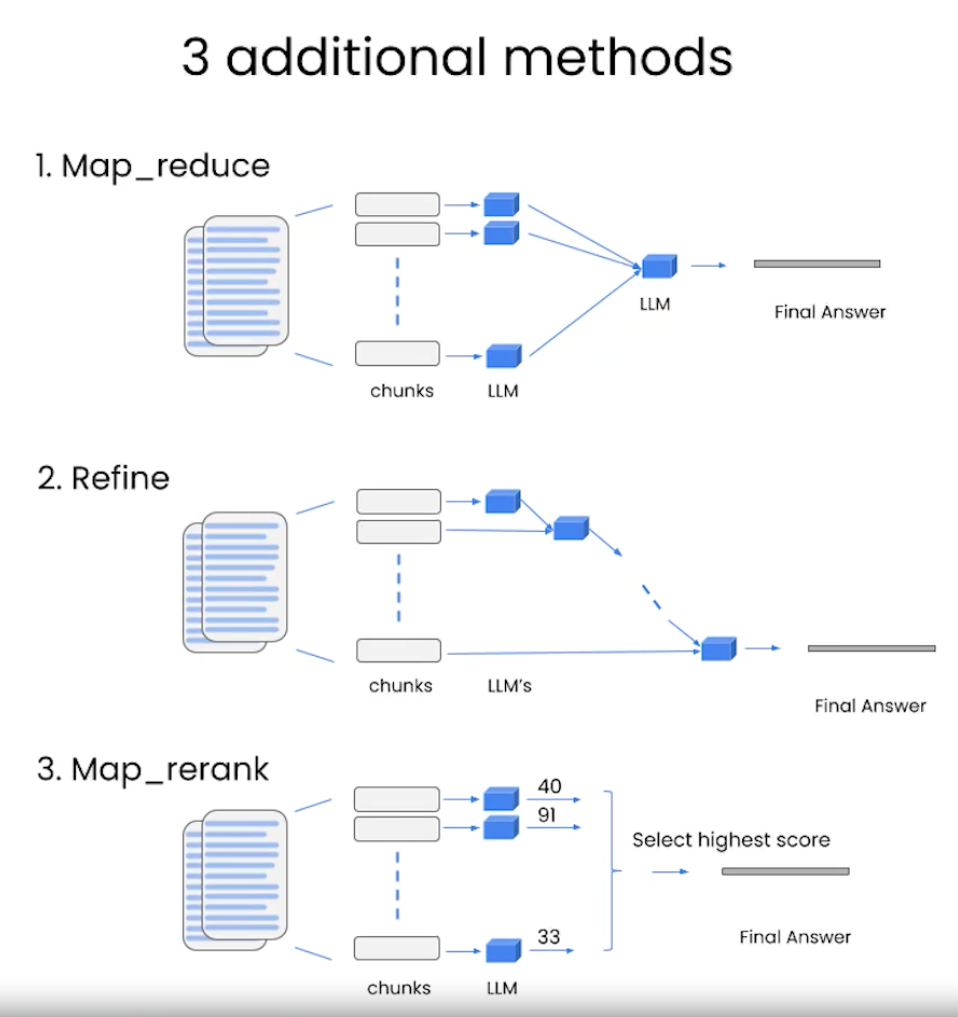 3 additional methods
1. Map_reduce
LLM
Final Answer
chunks
LLM
2. Refine
chunks
LLM's
Final Answer
3. Map_rerank
40
91
Select highest score
33
Final Answer
chunks
LLM